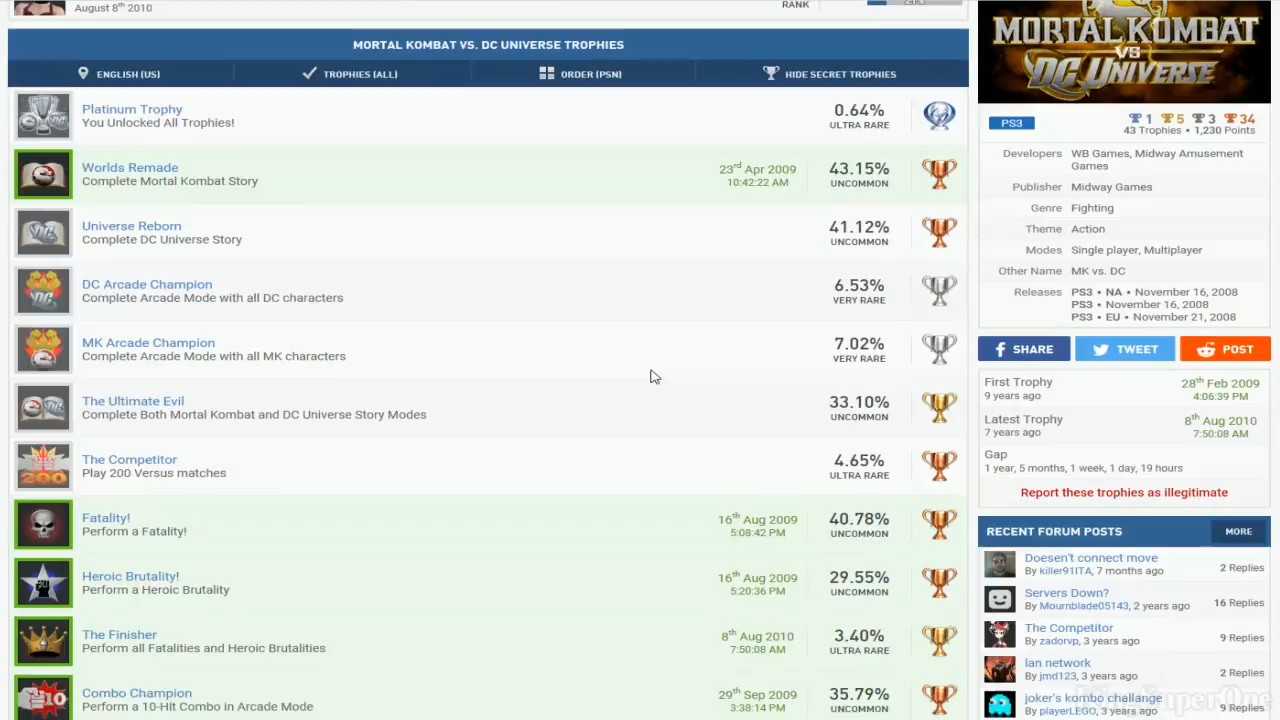 August 8th 2010
RANK
MORTAL KOMBAT VS. DC UNIVERSE TROPHIES
ENGLISH (US)
TROPHIES (ALL)
ORDER (PSN)
HIDE SECRET TROPHIES
Platinum Trophy
You Unlocked All Trophies!
0.64%
ULTRA RARE
Worlds Remade
Complete Mortal Kombat Story
23rd Apr 2009
10:42:22 AM
43.15%
UNCOMMON
Universe Reborn
Complete DC Universe Story
41.12%
UNCOMMON
DC Arcade Champion
Complete Arcade Mode with all DC characters
6.53%
VERY RARE
MK Arcade Champion
Complete Arcade Mode with all MK characters
7.02%
VERY RARE
The Ultimate Evil
Complete Both Mortal Kombat and DC Universe Story Modes
33.10%
UNCOMMON
200
The Competitor
Play 200 Versus matches
4.65%
ULTRA RARE
Fatality!
Perform a Fatality!
16th Aug 2009
5:08:42 PM
40.78%
UNCOMMON
Heroic Brutality!
Perform a Heroic Brutality
16th Aug 2009
5:20:36 PM
29.55%
UNCOMMON
The Finisher
Perform all Fatalities and Heroic Brutalities
8th Aug 2010
7:50:08 AM
3.40%
ULTRA RARE
10
Combo Champion
Perform a 10-Hit Combo in Arcade Mode
29th Sep 2009
3:38:14 PM
35.79%
UNCOMMON
MORTAL KOMBAT
VS
DC UNIVERSE
PS3
1 5 3 34
43 Trophies • 1,230 Points
Developers WB Games, Midway Amusement
Games
Publisher Midway Games
Genre Fighting
Theme Action
Modes Single player, Multiplayer
Other Name MK vs. DC
Releases PS3 • NA • November 16, 2008
PS3 • November 16, 2008
PS3 • EU • November 21, 2008
SHARE
TWEET
POST
First Trophy
9 years ago
28th Feb 2009
4:06:39 PM
Latest Trophy
7 years ago
8th Aug 2010
7:50:08 AM
Gap
1 year, 5 months, 1 week, 1 day, 19 hours
Report these trophies as illegitimate
RECENT FORUM POSTS
MORE
Doesen't connect move
By killer91ITA, 7 months ago
2 Replies
Servers Down?
By Mournblade05143, 2 years ago
16 Replies
The Competitor
By zadorvp, 3 years ago
9 Replies
lan network
By jmd123, 3 years ago
2 Replies
joker's kombo challange
By playerLEGO, 3 years ago
9 Replies